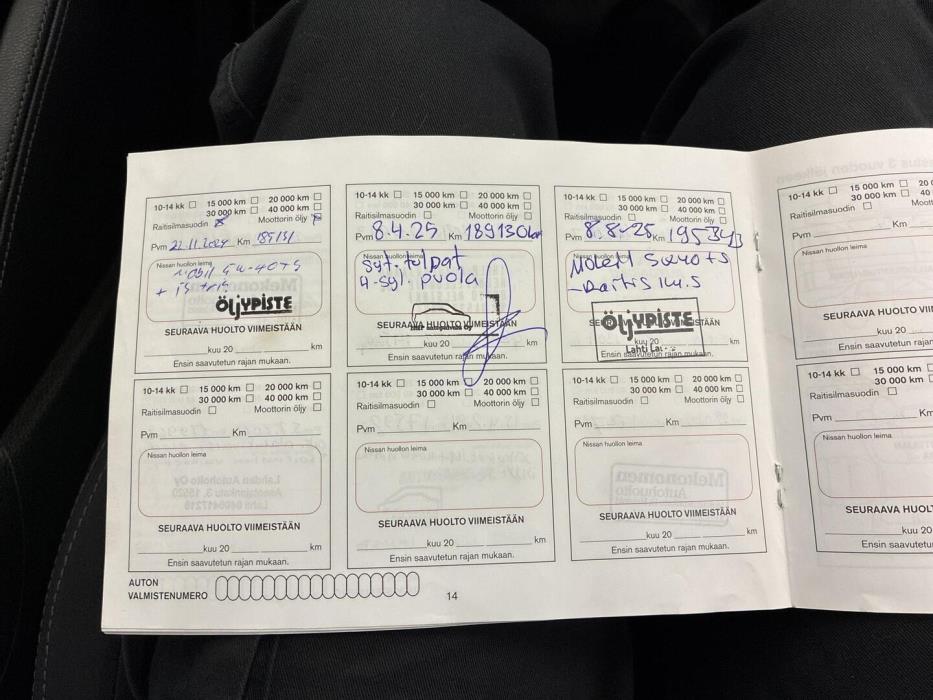 10-14 kk 15 000 km 20 000 km
30 000 km 40 000 km
Raitisilmasuodin Moottorin öljy
Pvm 22.11.2024 Km 185131
Nissan huollon leima
Mobil 5w-40 TS
ÖLJYPISTE
SEURAAVA HUOLTO VIIMEISTÄÄN
kuu 20 km
Ensin saavutetun rajan mukaan.
10-14 kk 15 000 km 20 000 km
30 000 km 40 000 km
Raitisilmasuodin Moottorin öljy
Pvm 8.4.25 Km 189130km
Nissan huollon leima
Syt. tulpat
4-syl. puola
SEURAAVA HUOLTO VIIMEISTÄÄN
kuu 20 km
Ensin saavutetun rajan mukaan.
10-14 kk 15 000 km 20 000 km
30 000 km 40 000 km
Raitisilmasuodin Moottorin öljy
Pvm 8.8-25 Km
Nissan huollon leima
5w40 TS
ÖLJYPISTE
SEURAAVA HUOLTO VIIMEISTÄÄN
kuu 20 km
Lahti
Ensin saavutetun rajan mukaan.
10-14 kk 15 000 km 20 0
30 000 km 40
Raitisilmasuodin Moott
Pvm Km
Nissan huollon leima
SEURAAVA HUOLTO VIIM
kuu 20
Ensin saavutetun rajan
10-14 kk 15 000 km 20 000 km
30 000 km 40 000 km
Raitisilmasuodin Moottorin öljy
Pvm Km
Nissan huollon leima
SEURAAVA HUOLTO VIIMEISTÄÄN
kuu 20 km
Ensin saavutetun rajan mukaan.
10-14 kk 15 000 km 20 000 km
30 000 km 40 000 km
Raitisilmasuodin Moottorin öljy
Pvm Km
Nissan huollon leima
SEURAAVA HUOLTO VIIMEISTÄÄN
kuu 20 km
Ensin saavutetun rajan mukaan.
10-14 kk 15 000 km 20 000 km
30 000 km 40 000 km
Raitisilmasuodin Moottorin öljy
Pvm Km
Nissan huollon leima
SEURAAVA HUOLTO VIIMEISTÄÄN
kuu 20 km
Ensin saavutetun rajan mukaan.
10-14 kk 15 000 km
30 000 km
Raitisilmasuodin
Pvm Km
Nissan huollon leima
SEURAAVA HUOLT
kuu 20
Ensin saavutetun
AUTON
VALMISTENUMERO
14